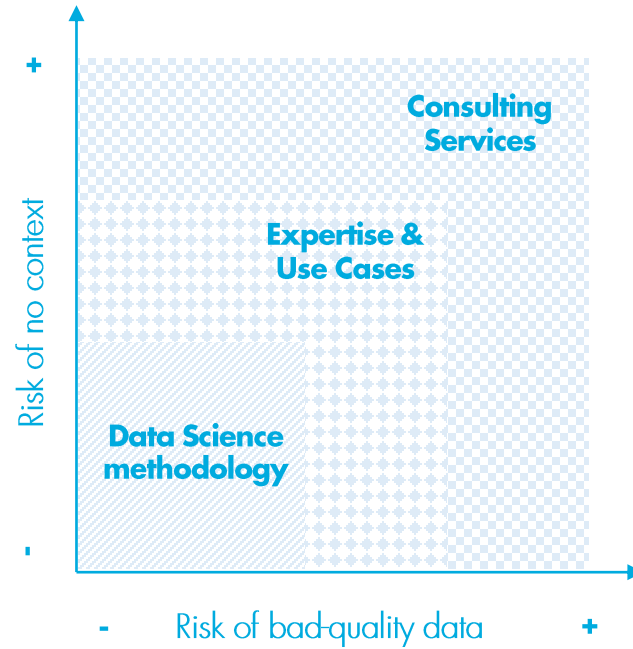 +
Consulting
Services
Risk of no context
Expertise &
Use Cases
Data Science
methodology
-
- Risk of bad-quality data +